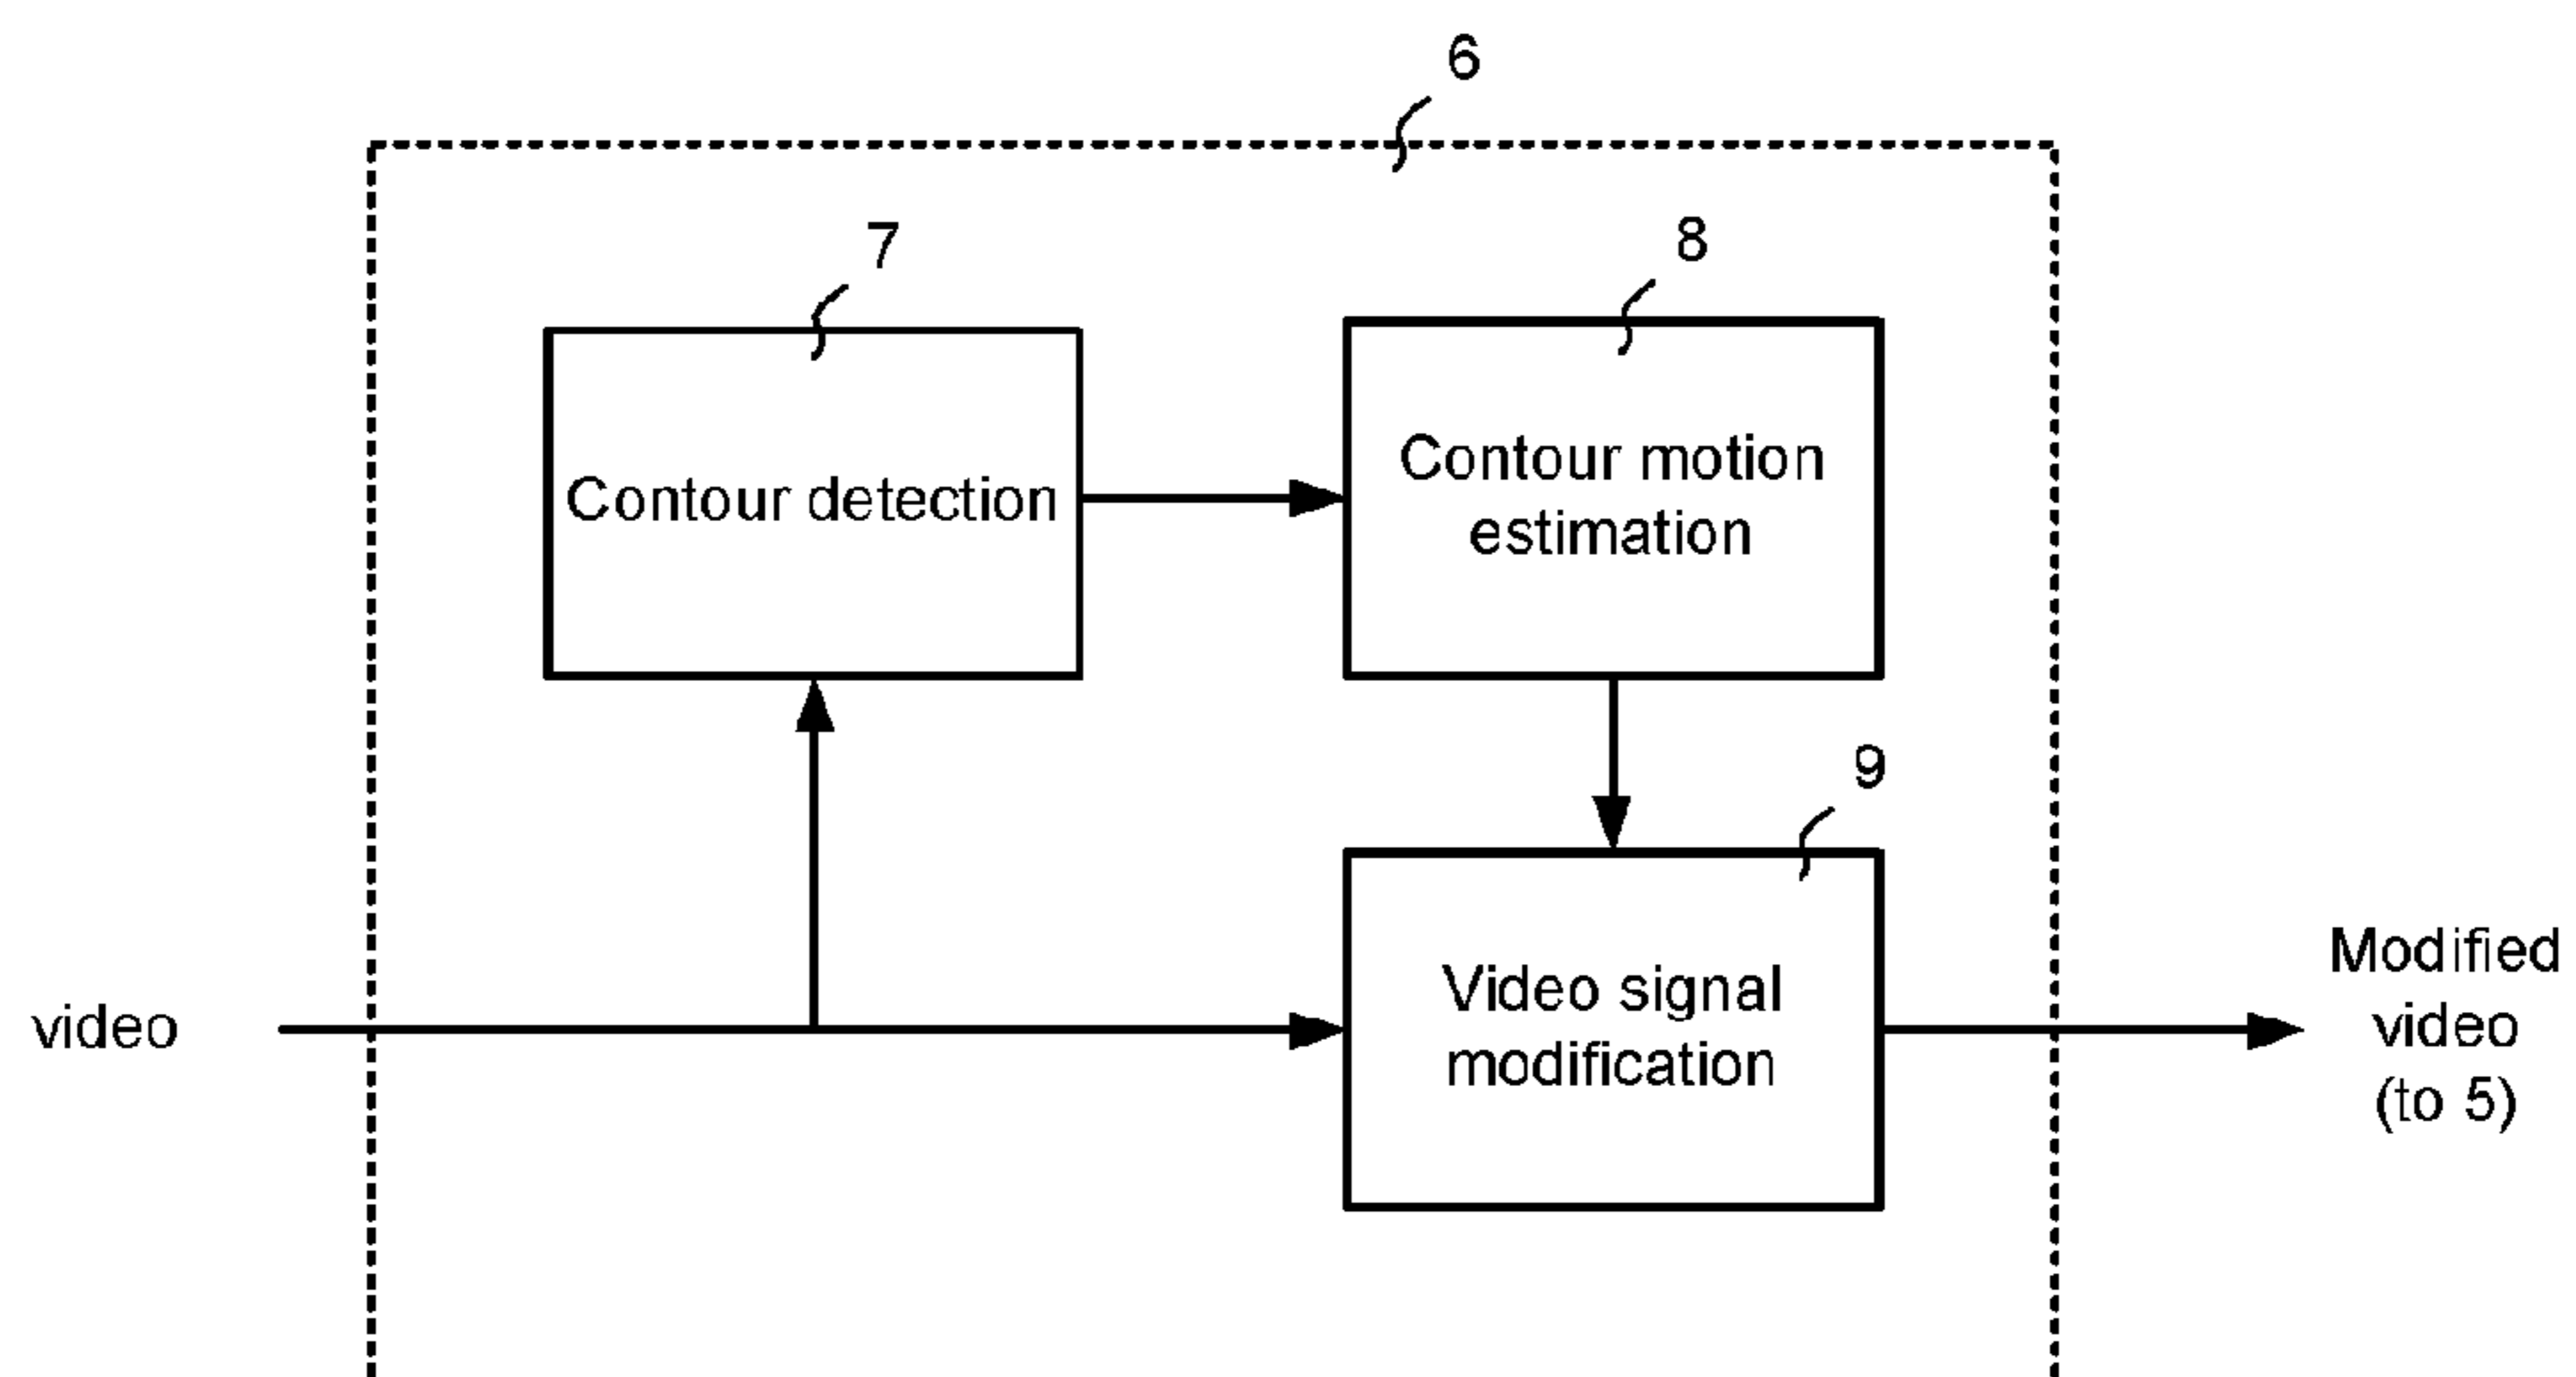 6
7
8
Contour detection
Contour motion
estimation
9
video
Video signal
modification
Modified
video
(to 5)